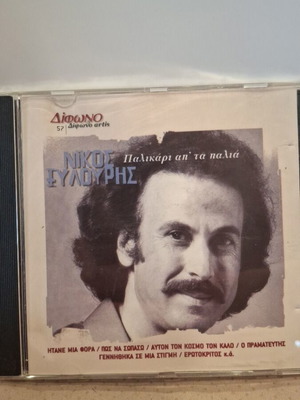 Δίφωνο
57 Δίφωνο artis
ΝΙΚΟΣ
ΞΥΛΟΥΡΗΣ
Παλικάρι απ' τα παλιά
ΗΤΑΝΕ ΜΙΑ ΦΟΡΑ / ΠΩΣ ΝΑ ΣΩΠΑΣΩ / ΑΥΤΟΝ ΤΟΝ ΚΟΣΜΟ ΤΟΝ ΚΑΛΟ / Ο ΠΡΑΜΑΤΕΥΤΗΣ
ΓΕΝΝΗΘΗΚΑ ΣΕ ΜΙΑ ΣΤΙΓΜΗ / ΕΡΩΤΟΚΡΙΤΟΣ κ.ά.